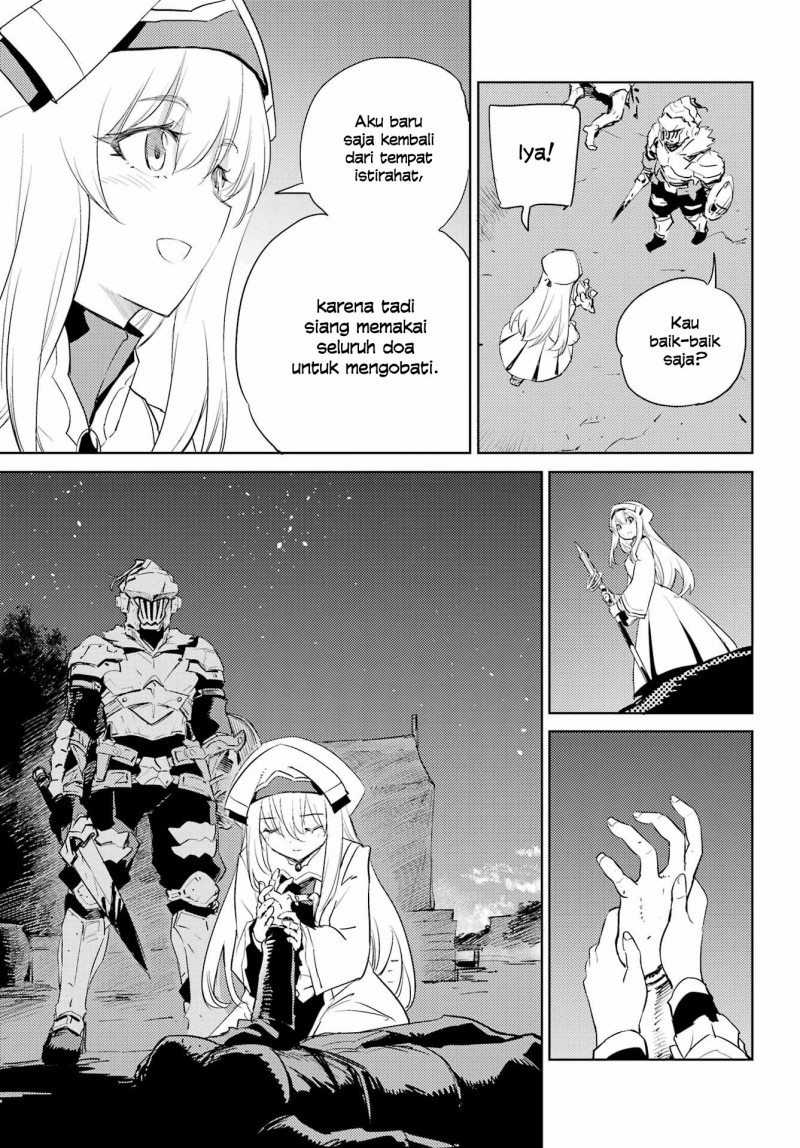 Kau
baik-baik
saja?
Iya!
Aku baru
saja kembali
dari tempat
istirahat,
karena tadi
siang memakai
seluruh doa
untuk mengobati.